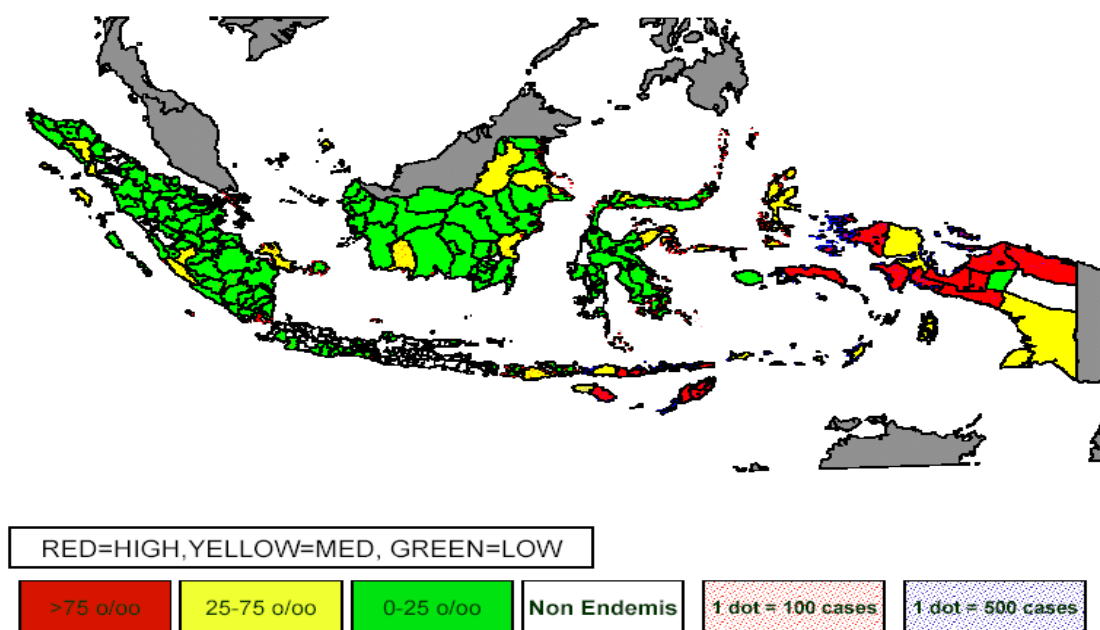 RED=HIGH,YELLOW=MED, GREEN=LOW
>75 o/oo
25-75 o/oo
0-25 o/oo
Non Endemis
1 dot = 100 cases
1 dot = 500 cases